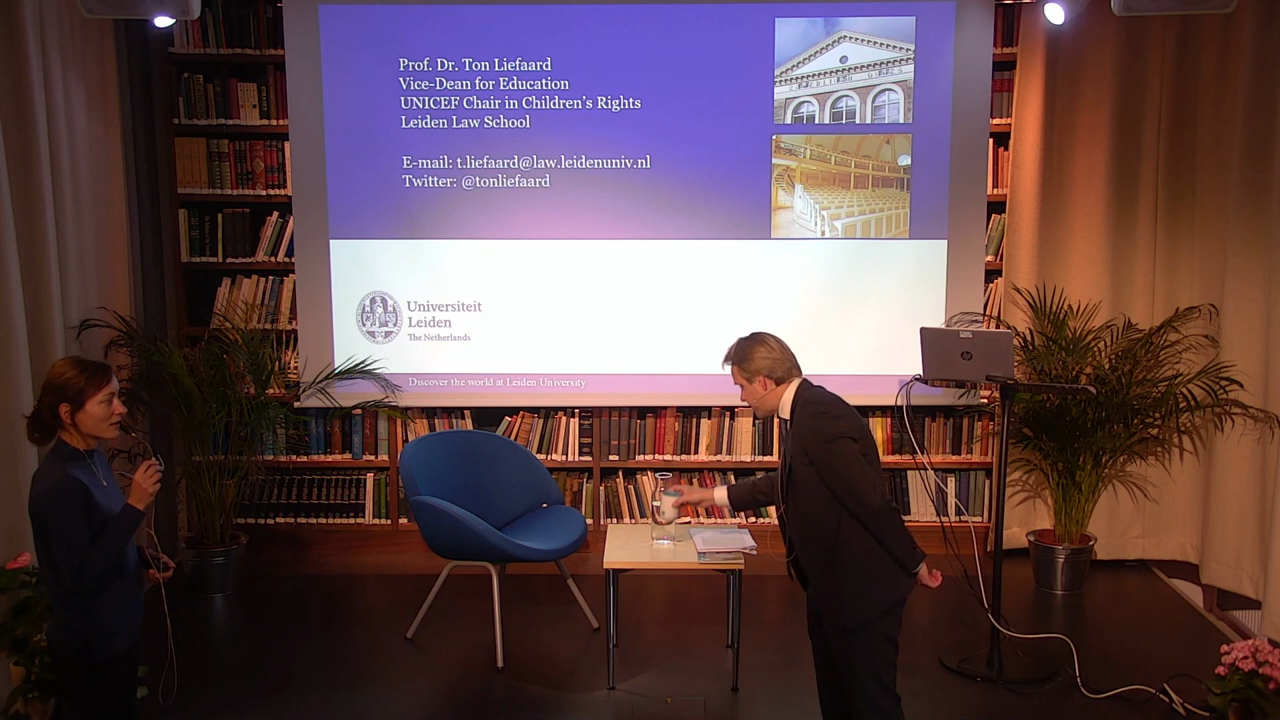 Prof. Dr. Ton Liefaard
Vice-Dean for Education
UNICEF Chair in Children's Rights
Leiden Law School
E-mail: t.liefaard@law.leidenuniv.nl
Twitter: @tonliefaard
Universiteit
Leiden
The Netherlands
Discover the world at Leiden University
hp